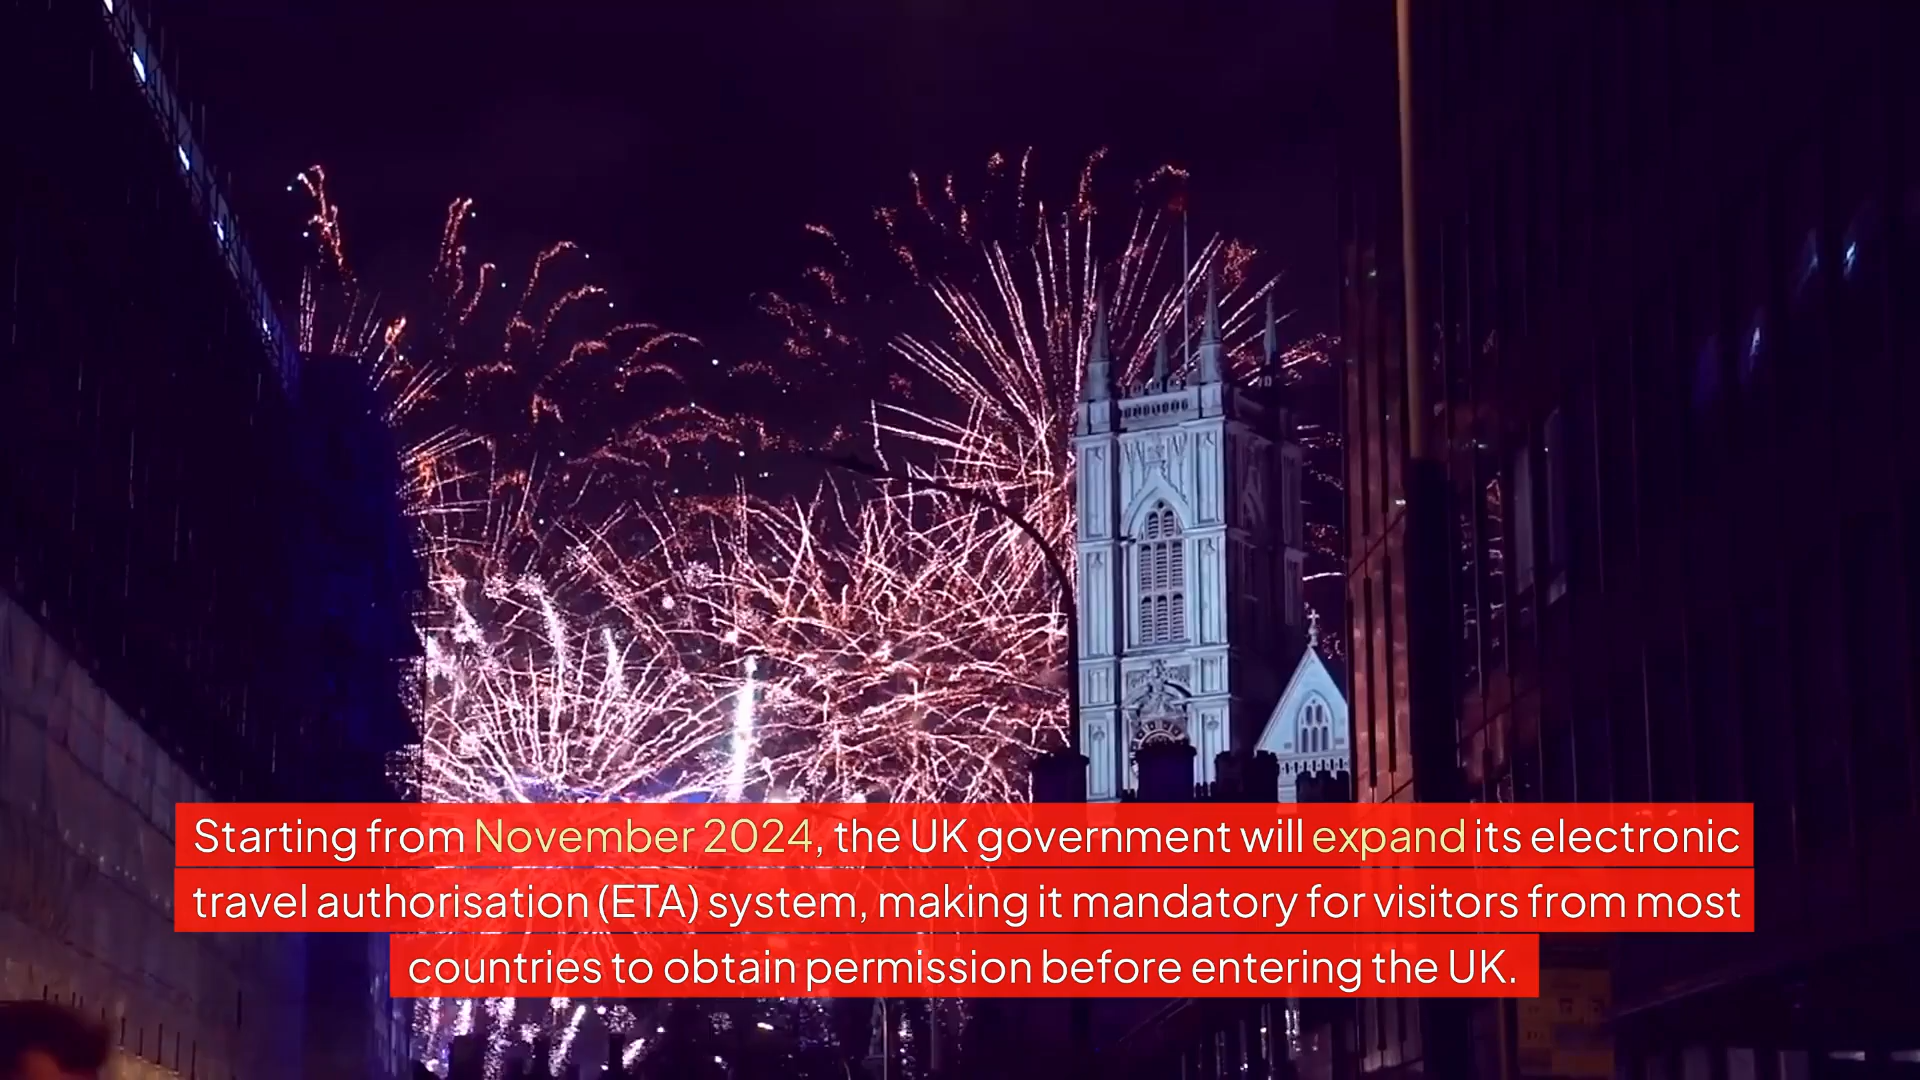 Starting from November 2024, the UK government will expand its electronic
travel authorisation (ETA) system, making it mandatory for visitors from most
countries to obtain permission before entering the UK.